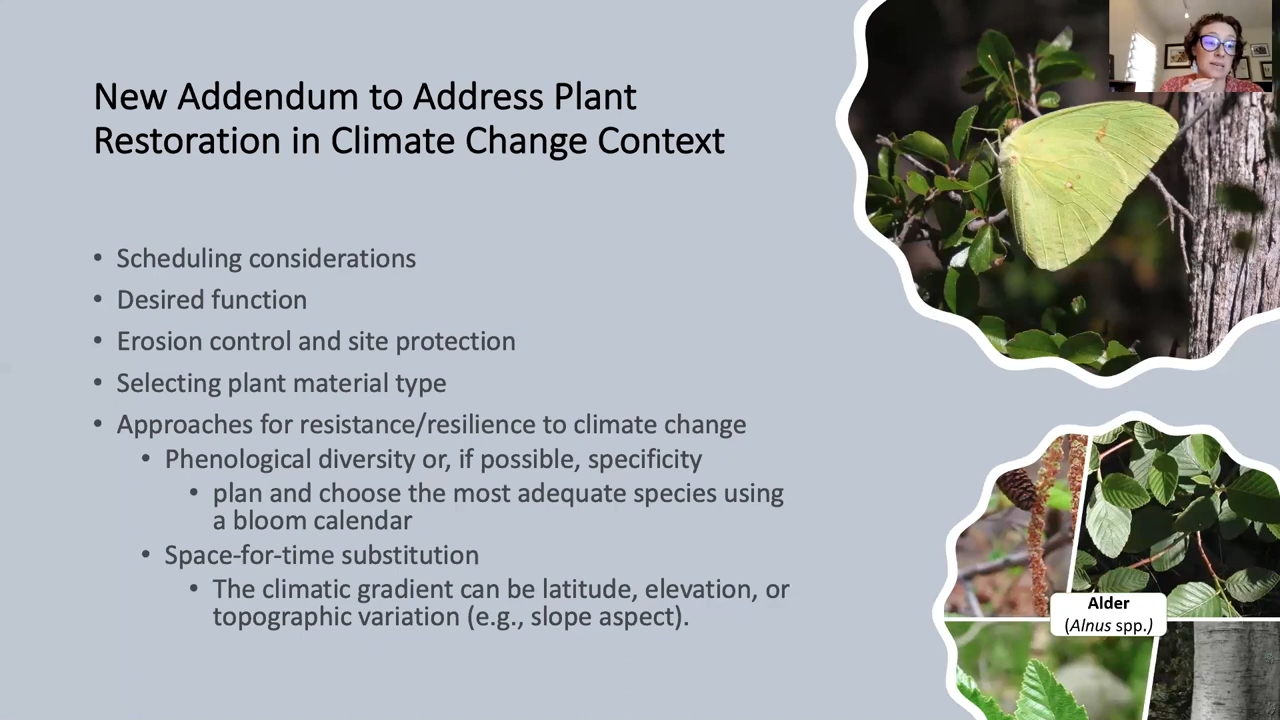 New Addendum to Address Plant
Restoration in Climate Change Context
• Scheduling considerations
• Desired function
• Erosion control and site protection
• Selecting plant material type
• Approaches for resistance/resilience to climate change
• Phenological diversity or, if possible, specificity
• plan and choose the most adequate species using
a bloom calendar
• Space-for-time substitution
• The climatic gradient can be latitude, elevation, or
topographic variation (e.g., slope aspect).
Alder
(Alnus spp.)